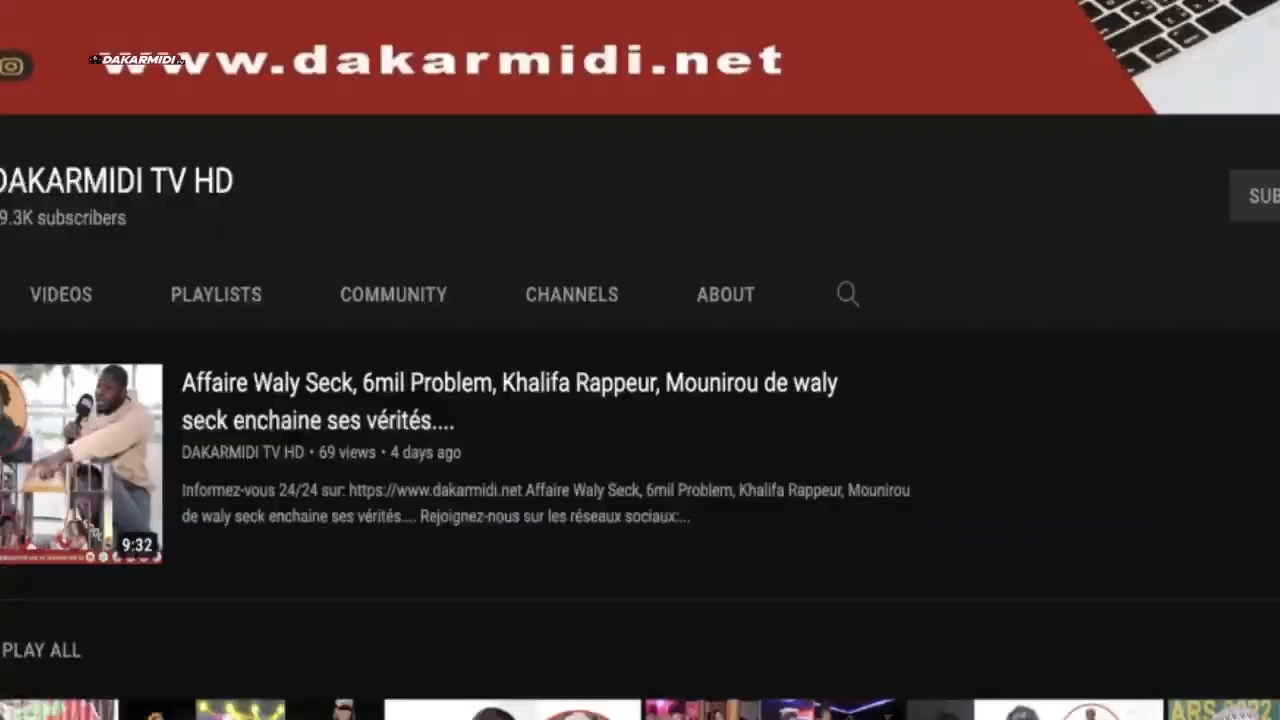 www.dakarmidi.net
DAKARMIDI
DAKARMIDI TV HD
9.3K subscribers
SUB
VIDEOS
PLAYLISTS
COMMUNITY
CHANNELS
ABOUT
Affaire Waly Seck, 6mil Problem, Khalifa Rappeur, Mounirou de waly
seck enchaine ses vérités....
DAKARMIDI TV HD • 69 views • 4 days ago
Informez-vous 24/24 sur: https://www.dakarmidi.net Affaire Waly Seck, 6mil Problem, Khalifa Rappeur, Mounirou
de waly seck enchaine ses vérités.... Rejoignez-nous sur les réseaux sociaux:...
9:32
PLAY ALL
ARS 2022